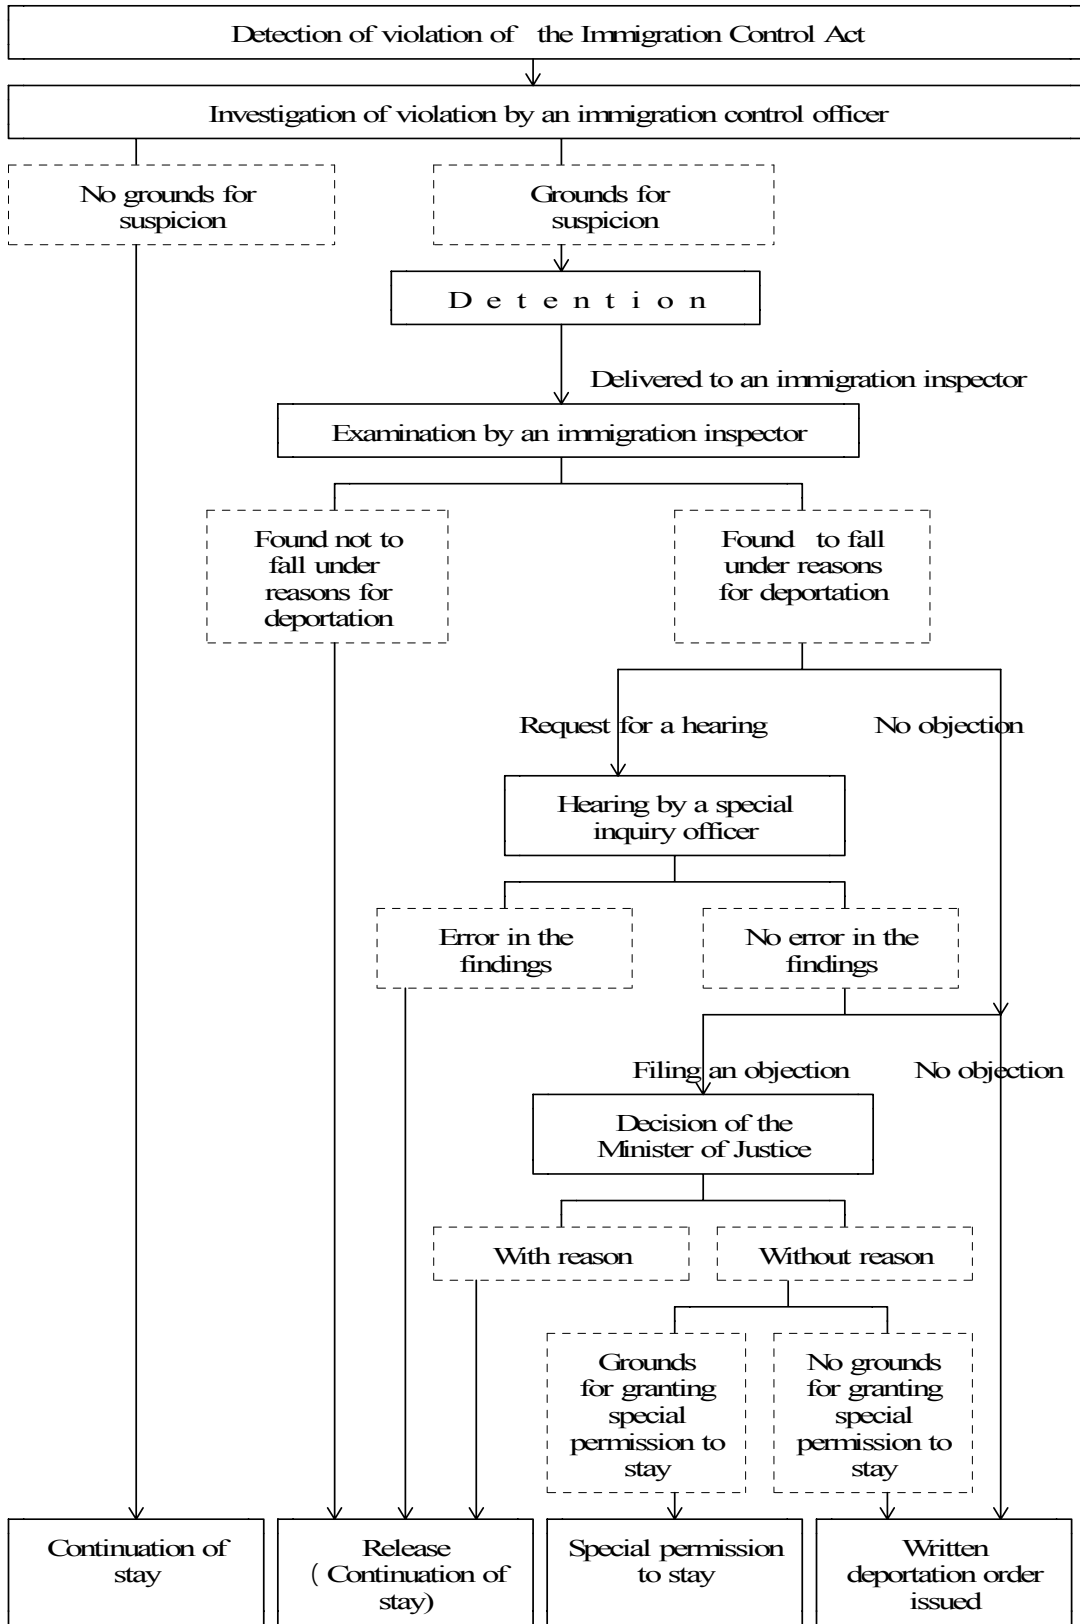 Detection of violation of the Immigration Control Act
Investigation of violation by an immigration control officer
No grounds for
suspicion
Grounds for
suspicion
Detention
Delivered to an immigration inspector
Examination by an immigration inspector
Found not to
fall under
reasons for
deportation
Found to fall
under reasons
for deportation
Request for a hearing
No objection
Hearing by a special
inquiry officer
Error in the
findings
No error in the
findings
Filing an objection
No objection
Decision of the
Minister of Justice
With reason
Without reason
Grounds
for granting
special
permission to
stay
No grounds
for granting
special
permission to
stay
Continuation of
stay
Release
( Continuation of
stay)
Special permission
to stay
Written
deportation order
issued